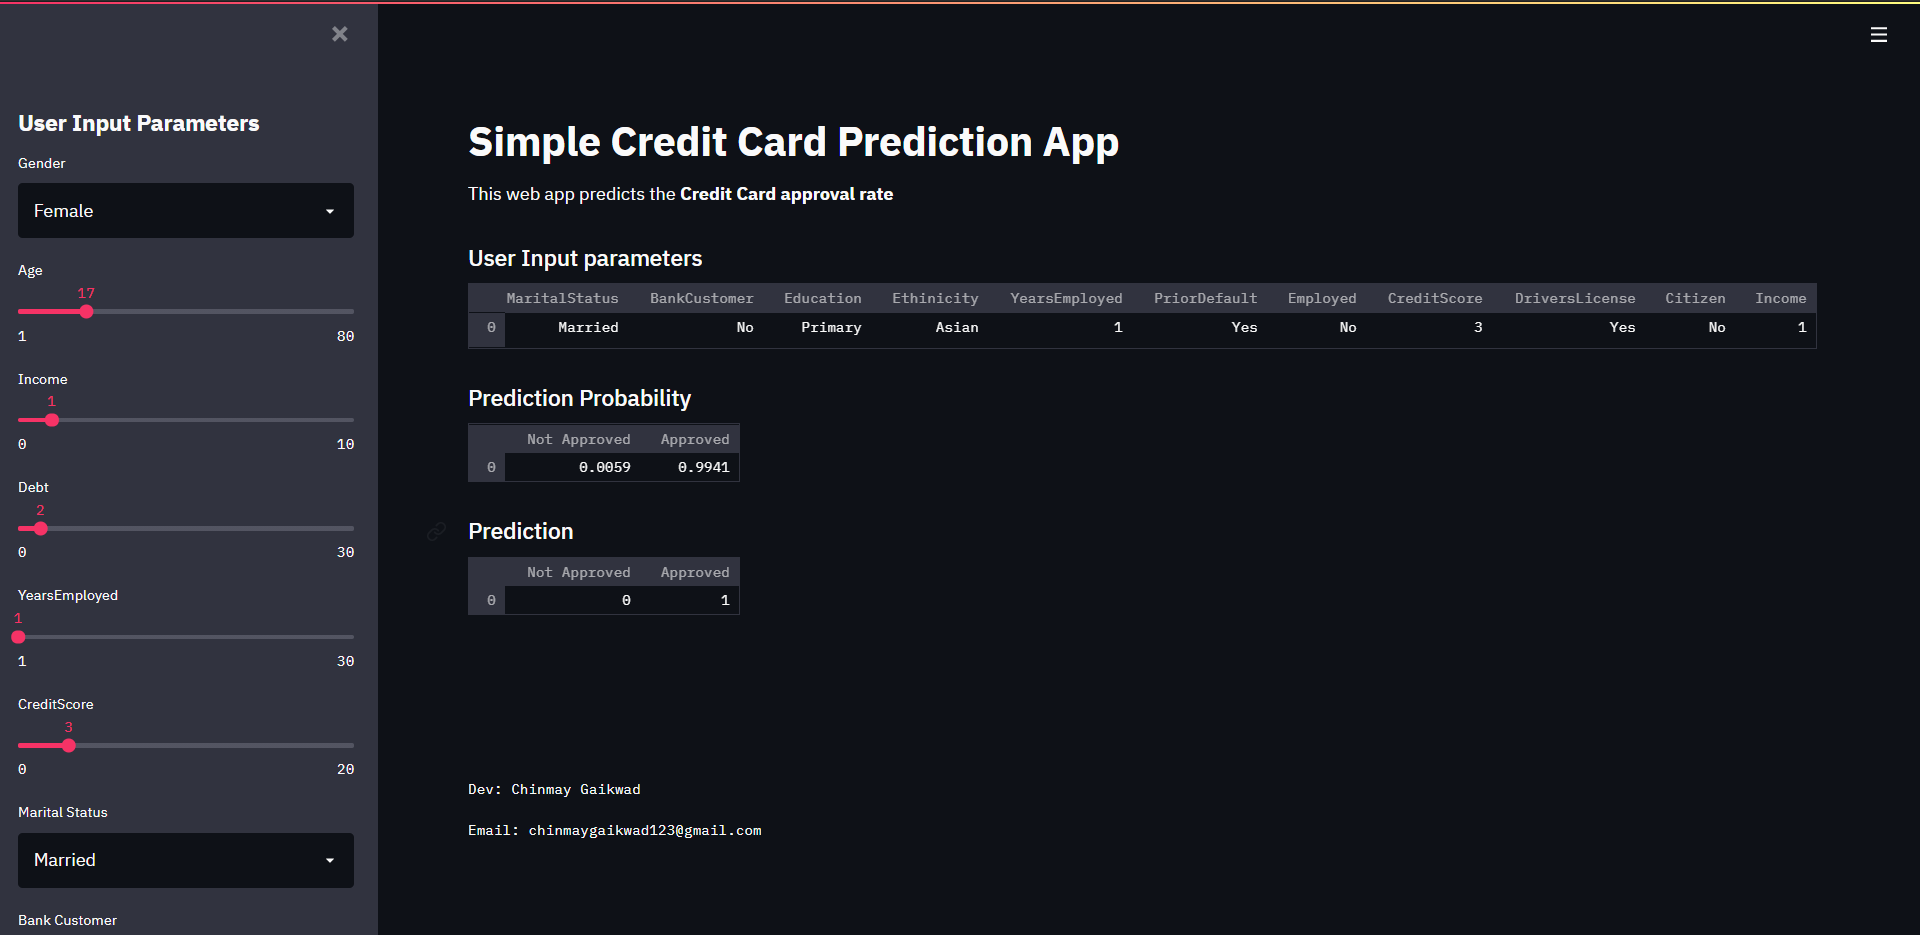 User Input Parameters
Gender
Female
Age
17
1 80
Income
1
0 10
Debt
2
0 30
YearsEmployed
1
1 30
CreditScore
3
0 20
Marital Status
Married
Bank Customer
Simple Credit Card Prediction App
This web app predicts the Credit Card approval rate
User Input parameters
MaritalStatus BankCustomer Education Ethinicity YearsEmployed PriorDefault Employed CreditScore DriversLicense Citizen Income
0 Married No Primary Asian 1 Yes No 3 Yes No 1
Prediction Probability
Not Approved Approved
0 0.0059 0.9941
Prediction
Not Approved Approved
0 0 1
Dev: Chinmay Gaikwad
Email: chinmaygaikwad123@gmail.com